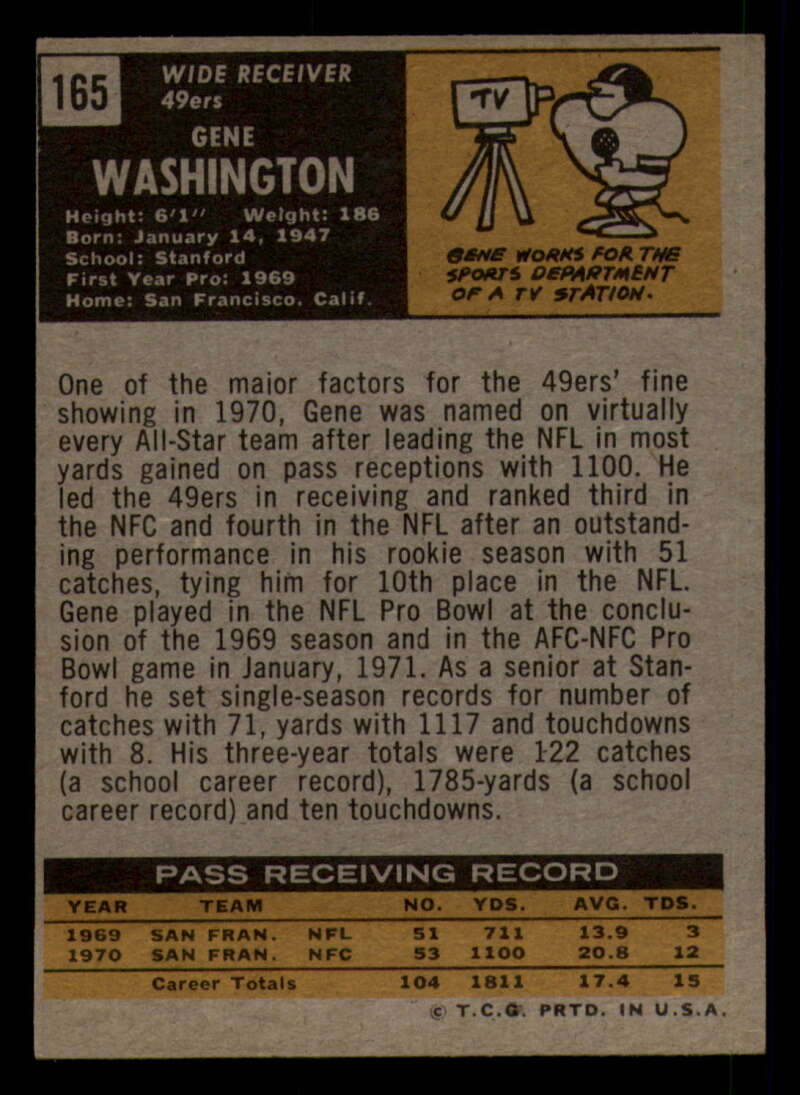 165
WIDE RECEIVER
49ers
GENE
WASHINGTON
Height: 6'1" Weight: 186
Born: January 14, 1947
School: Stanford
First Year Pro: 1969
Home: San Francisco, Calif.
TV
GENE WORKS FOR THE
SPORTS DEPARTMENT
OF A TV STATION.
One of the maior factors for the 49ers' fine
showing in 1970, Gene was named on virtually
every All-Star team after leading the NFL in most
yards gained on pass receptions with 1100. He
led the 49ers in receiving and ranked third in
the NFC and fourth in the NFL after an outstand-
ing performance in his rookie season with 51
catches, tying him for 10th place in the NFL.
Gene played in the NFL Pro Bowl at the conclu-
sion of the 1969 season and in the AFC-NFC Pro
Bowl game in January, 1971. As a senior at Stan-
ford he set single-season records for number of
catches with 71, yards with 1117 and touchdowns
with 8. His three-year totals were 122 catches
(a school career record), 1785-yards (a school
career record) and ten touchdowns.
PASS RECEIVING RECORD
YEAR TEAM NO. YDS. AVG. TDS.
1969 SAN FRAN. NFL 51 711 13.9 3
1970 SAN FRAN. NFC 53 1100 20.8 12
Career Totals 104 1811 17.4 15
© T.C.G. PRTD. IN U.S.A.